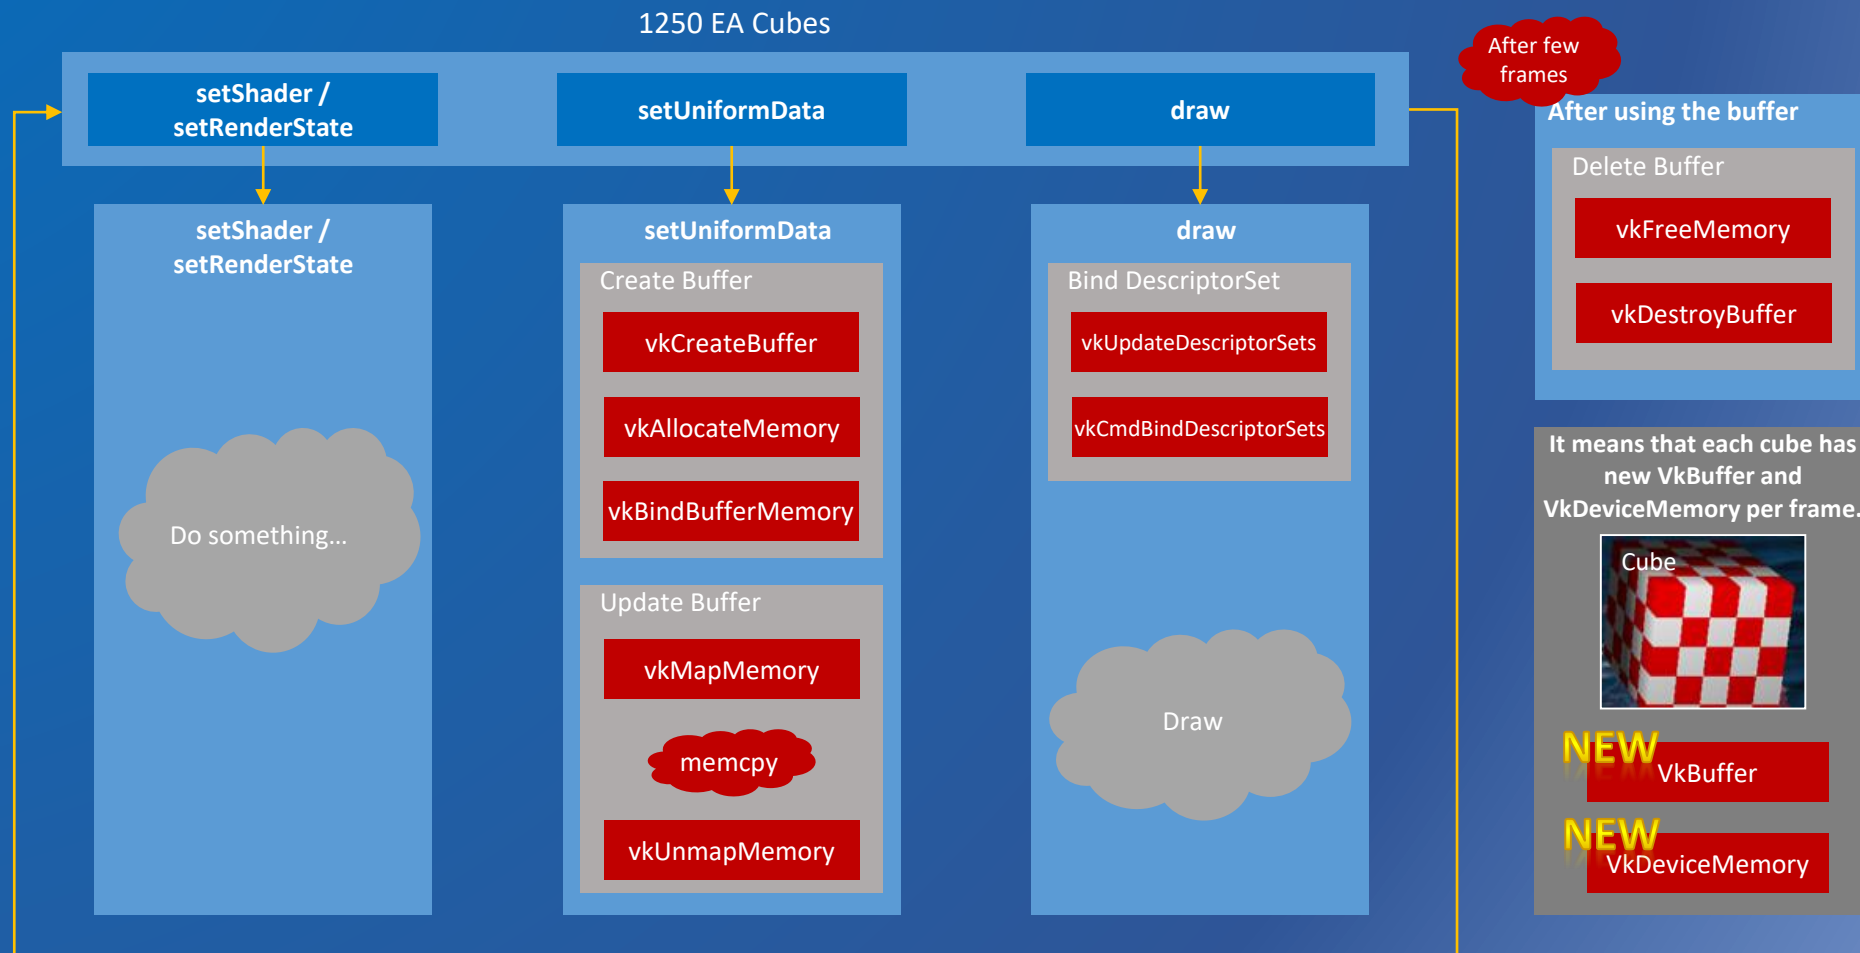 1250 EA Cubes
setShader /
setRenderState
setUniformData
draw
setShader /
setRenderState
Do something...
setUniformData
Create Buffer
vkCreateBuffer
vkAllocateMemory
vkBindBufferMemory
Update Buffer
vkMapMemory
memcpy
vkUnmapMemory
draw
Bind DescriptorSet
vkUpdateDescriptorSets
vkCmdBindDescriptorSets
Draw
After few
frames
After using the buffer
Delete Buffer
vkFreeMemory
vkDestroyBuffer
It means that each cube has
new VkBuffer and
VkDeviceMemory per frame.
Cube
NEW
VkBuffer
NEW
VkDeviceMemory